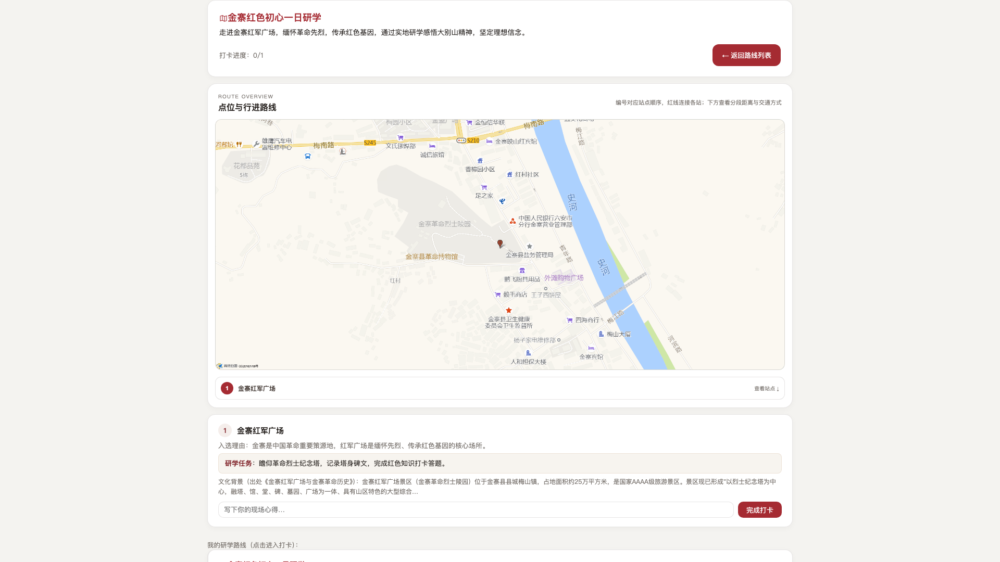 金寨红色初心一日研学
走进金寨红军广场，缅怀革命先烈，传承红色基因，通过实地研学感悟大别山精神，坚定理想信念。
打卡进度：0/1
← 返回路线列表
ROUTE OVERVIEW
点位与行进路线
编号对应站点顺序，红线连接各站；下方查看分段距离与交通方式
梅园小区
金恒信华联
梅南路
梅江路
河餐馆
雄鹰汽车电
器维修中心
梅南路
S245
文氏铆焊部
S210
金寨映山红宾馆
诚信旅馆
花都品苑
5栋
香樟园小区
红村社区
足之家
史河
中国人民银行六安市
分行金寨营业管理部
金寨革命烈士陵园
金寨县革命博物馆
金寨县盐务管理局
青年路
史河
红村
鹏飞厨具用品
外滩购物广场
赖毛商店
王子西饼屋
金寨县卫生健康
委员会卫生监督所
四海商行
梅江路
梅山大厦
杨子家电维修部
河滨路
金寨宾馆
人和担保大楼
1 金寨红军广场
查看站点 ↓
1 金寨红军广场
入选理由：金寨是中国革命重要策源地，红军广场是缅怀先烈、传承红色基因的核心场所。
研学任务：瞻仰革命烈士纪念塔，记录塔身碑文，完成红色知识打卡答题。
文化背景（出处《金寨红军广场与金寨革命历史》）：金寨红军广场景区（金寨革命烈士陵园）位于金寨县县城梅山镇，占地面积约25万平方米，是国家AAAA级旅游景区。景区现已形成"以烈士纪念塔为中
心，融塔、馆、堂、碑、墓园、广场为一体、具有山区特色的大型综合…
写下你的现场心得…
完成打卡
我的研学路线（点击进入打卡）：